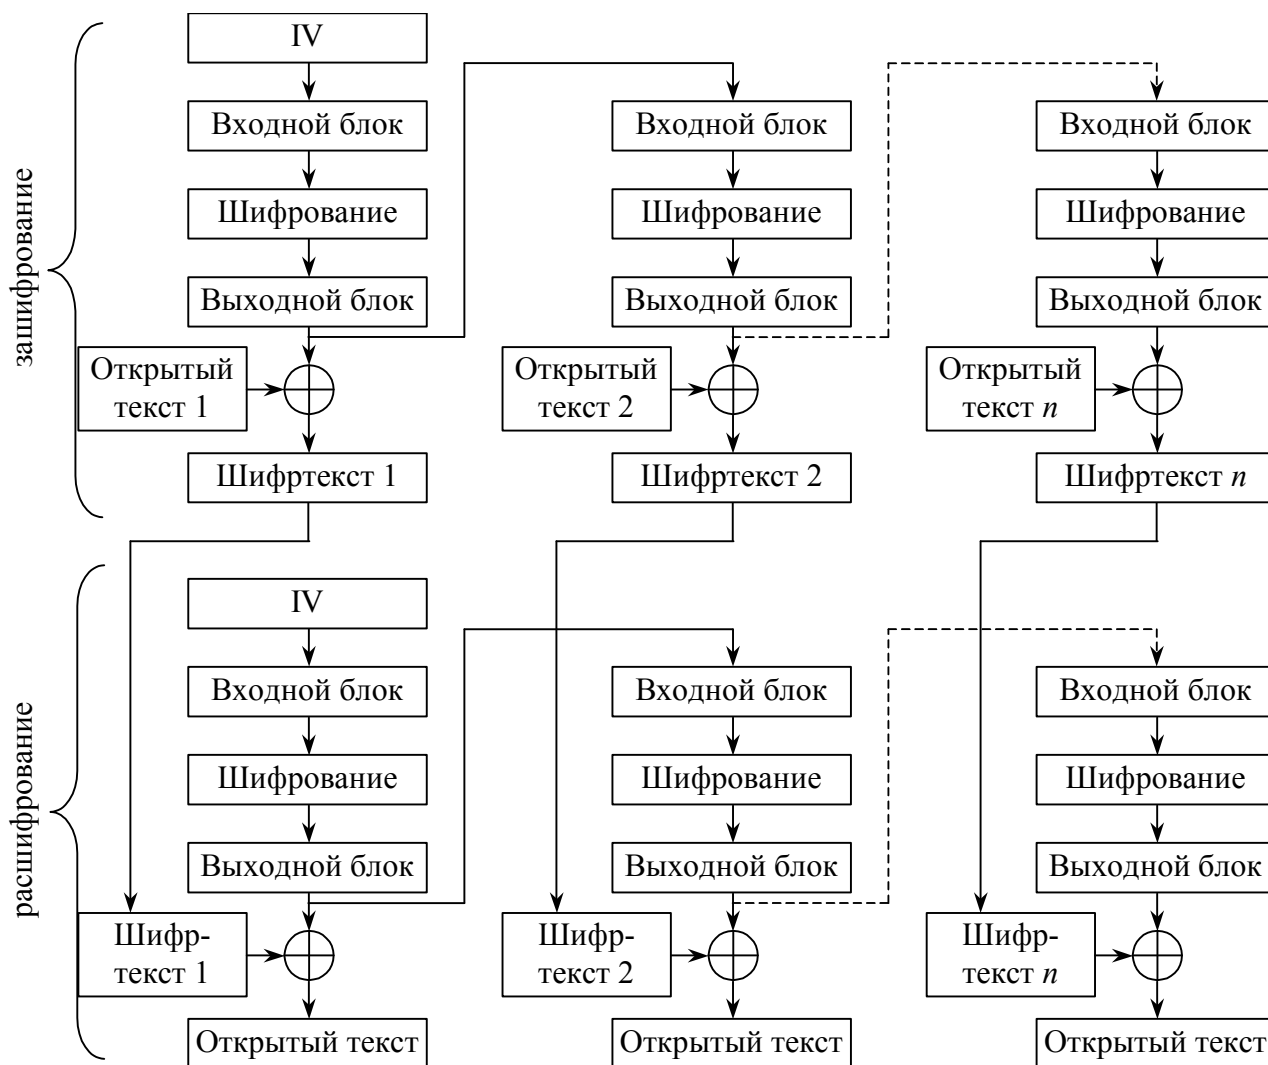 зашифрование
IV
Входной блок
Входной блок
Входной блок
Шифрование
Шифрование
Шифрование
Выходной блок
Выходной блок
Выходной блок
Открытый
текст 1
Открытый
текст 2
Открытый
текст n
Шифртекст 1
Шифртекст 2
Шифртекст n
расшифрование
IV
Входной блок
Входной блок
Входной блок
Шифрование
Шифрование
Шифрование
Выходной блок
Выходной блок
Выходной блок
Шифр-
текст 1
Шифр-
текст 2
Шифр-
текст n
Открытый текст
Открытый текст
Открытый текст